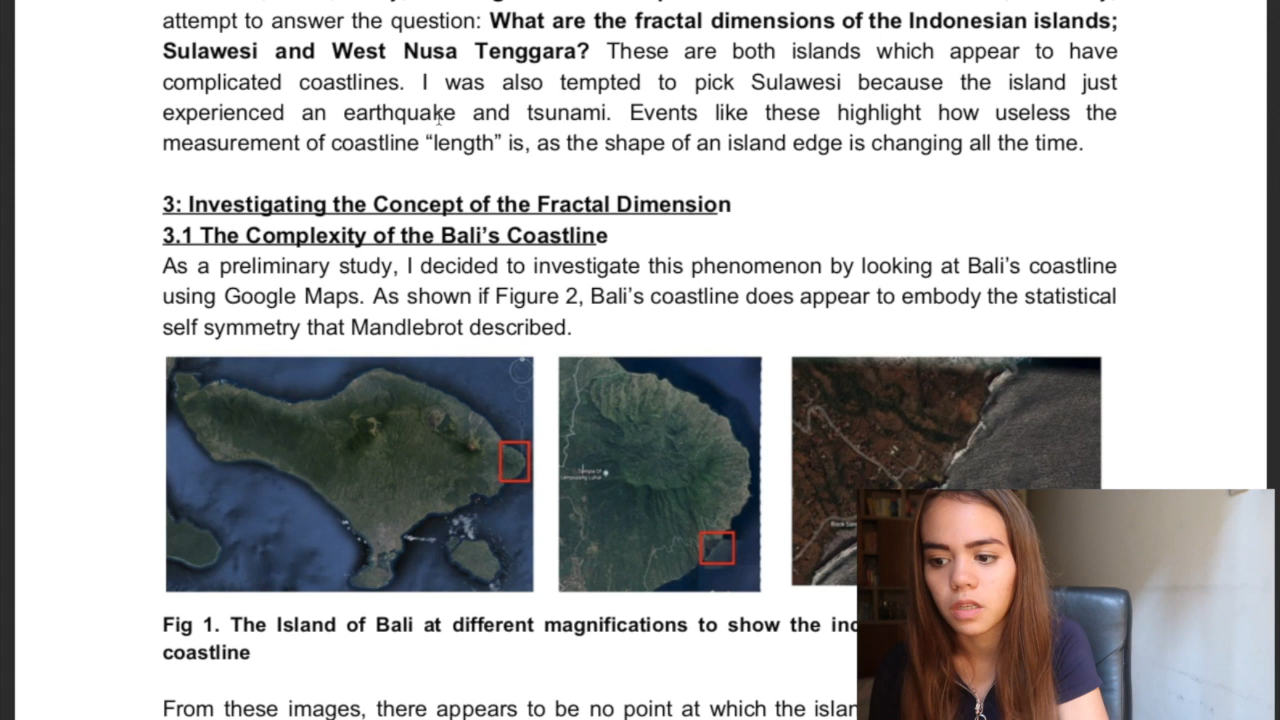 attempt to answer the question: What are the fractal dimensions of the Indonesian islands;
Sulawesi and West Nusa Tenggara? These are both islands which appear to have
complicated coastlines. I was also tempted to pick Sulawesi because the island just
experienced an earthquake and tsunami. Events like these highlight how useless the
measurement of coastline “length” is, as the shape of an island edge is changing all the time.
3: Investigating the Concept of the Fractal Dimension
3.1 The Complexity of the Bali’s Coastline
As a preliminary study, I decided to investigate this phenomenon by looking at Bali’s coastline
using Google Maps. As shown if Figure 2, Bali’s coastline does appear to embody the statistical
self symmetry that Mandlebrot described.
Fig 1. The Island of Bali at different magnifications to show the
coastline
From these images, there appears to be no point at which the